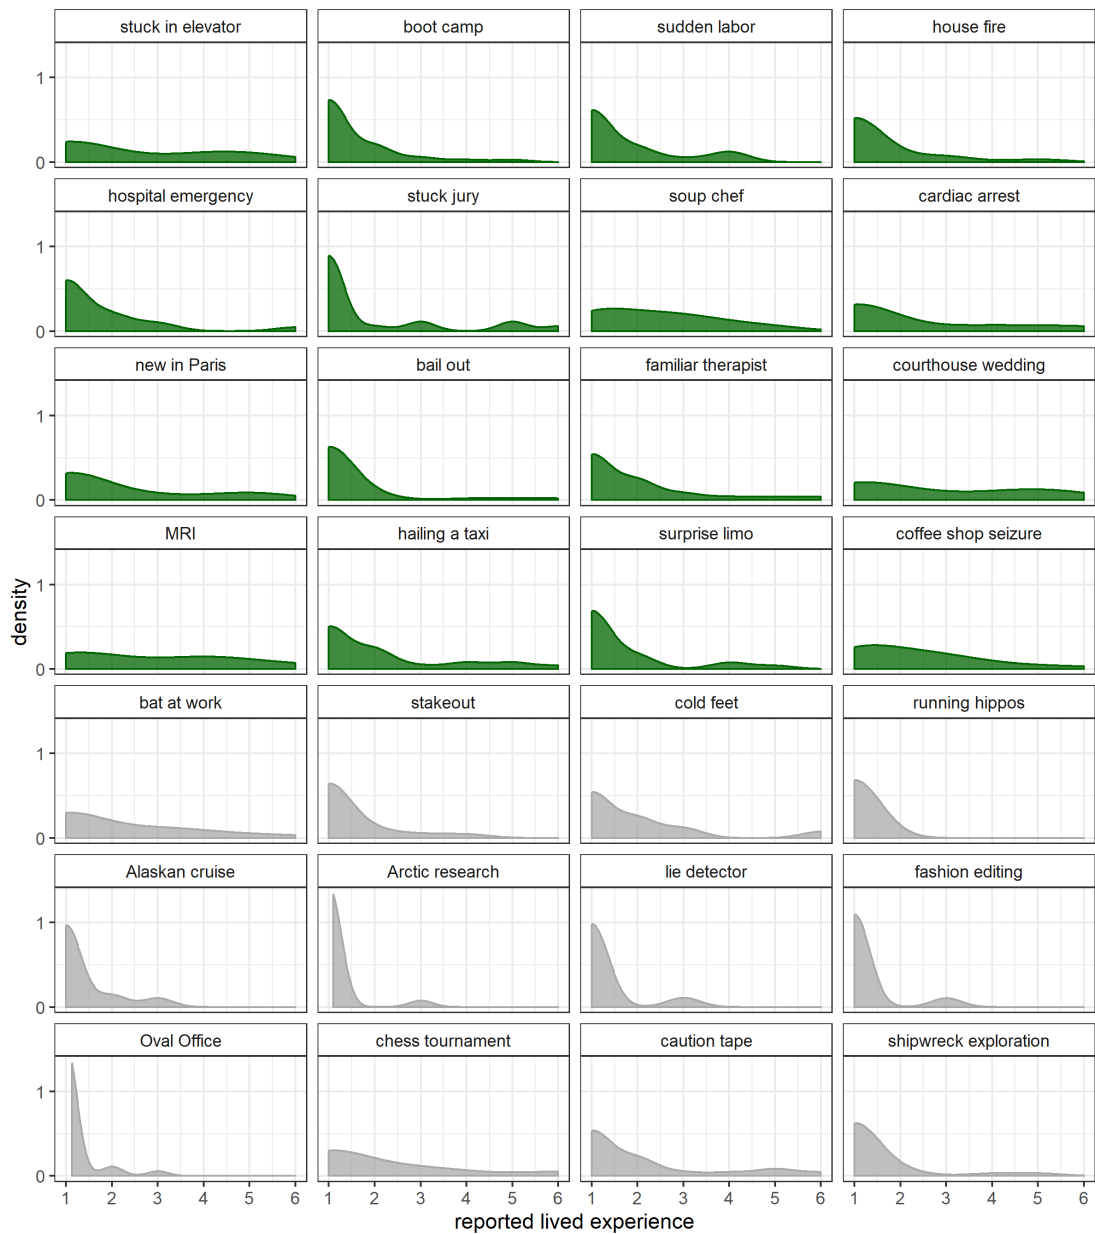 stuck in elevator boot camp sudden labor house fire
1
0
hospital emergency stuck jury soup chef cardiac arrest
1
0
new in Paris bail out familiar therapist courthouse wedding
1
0
MRI hailing a taxi surprise limo coffee shop seizure
1
0
density
bat at work stakeout cold feet running hippos
1
0
Alaskan cruise Arctic research lie detector fashion editing
1
0
Oval Office chess tournament caution tape shipwreck exploration
1
0
1 2 3 4 5 6 1 2 3 4 5 6 1 2 3 4 5 6 1 2 3 4 5 6
reported lived experience